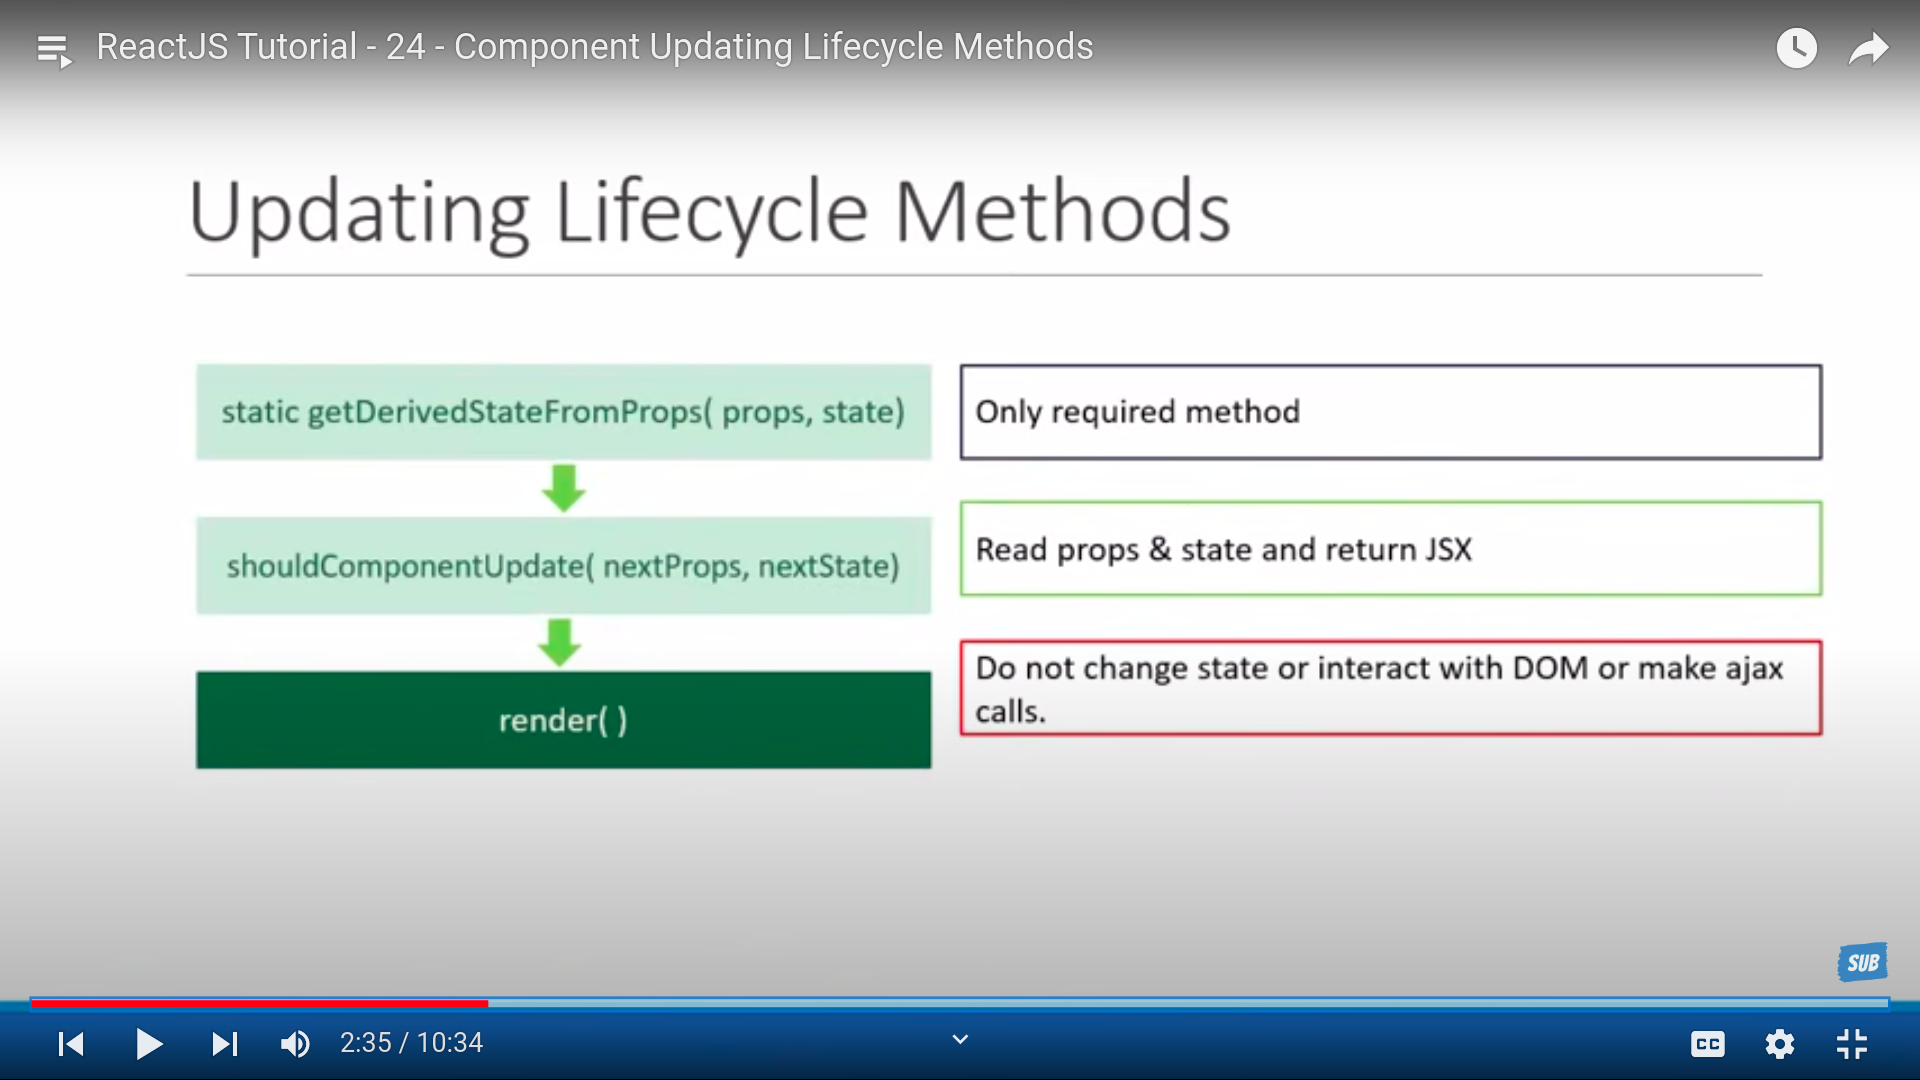 ReactJS Tutorial - 24 - Component Updating Lifecycle Methods
Updating Lifecycle Methods
static getDerivedStateFromProps( props, state)
Only required method
shouldComponentUpdate( nextProps, nextState)
Read props & state and return JSX
render( )
Do not change state or interact with DOM or make ajax
calls.
SUB
2:35 / 10:34
CC